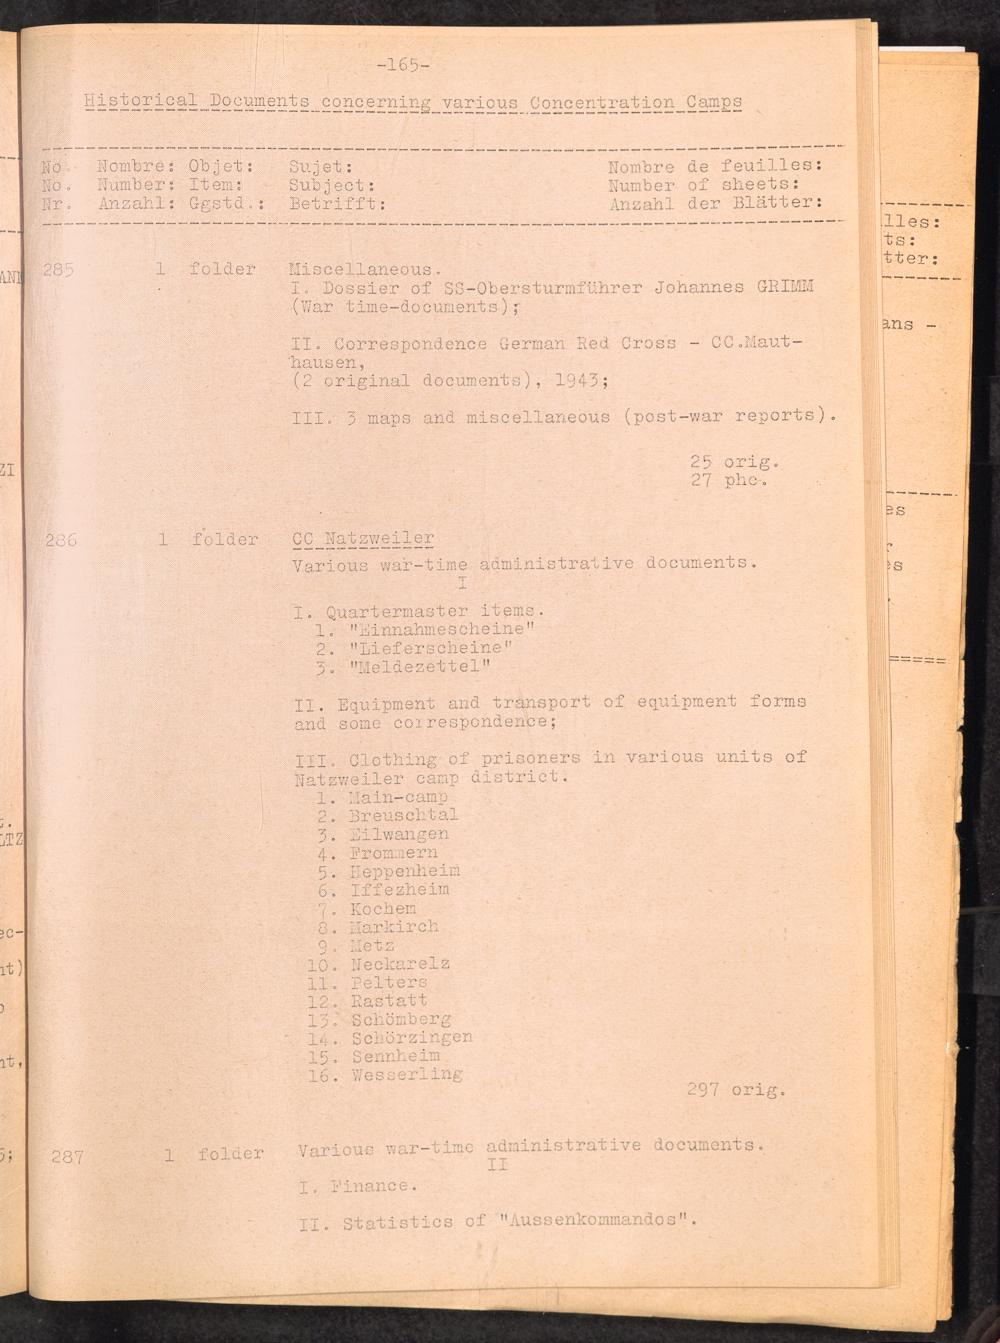 -165-
Historical Documents concerning various Concentration Camps
No. Nombre: Objet: Sujet: Nombre de feuilles:
No. Number: Item: Subject: Number of sheets:
Nr. Anzahl: Ggstd.: Betrifft: Anzahl der Blätter:
285 1 folder Miscellaneous.
I. Dossier of SS-Obersturmführer Johannes GRIMM
(War time-documents);
II. Correspondence German Red Cross - CC.Maut-
hausen,
(2 original documents), 1943;
III. 3 maps and miscellaneous (post-war reports).
25 orig.
27 pho.
286 1 folder CC Natzweiler
Various war-time administrative documents.
I
I. Quartermaster items.
1. "Einnahmescheine"
2. "Lieferscheine"
3. "Meldezettel"
II. Equipment and transport of equipment forms
and some correspondence;
III. Clothing of prisoners in various units of
Natzweiler camp district.
1. Main-camp
2. Breuschtal
3. Eilwangen
4. Frommern
5. Heppenheim
6. Iffezheim
7. Kochem
8. Markirch
9. Metz
10. Neckarelz
11. Pelters
12. Rastatt
13. Schömberg
14. Schörzingen
15. Sennheim
16. Wesserling
297 orig.
287 1 folder Various war-time administrative documents.
II
I. Finance.
II. Statistics of "Aussenkommandos".
lles:
ts:
tter:
ans -